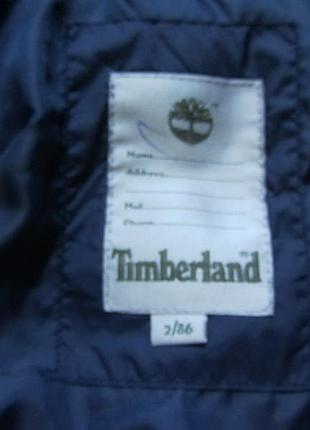 Name
Address
Mail
Phone
Timberland
2/86